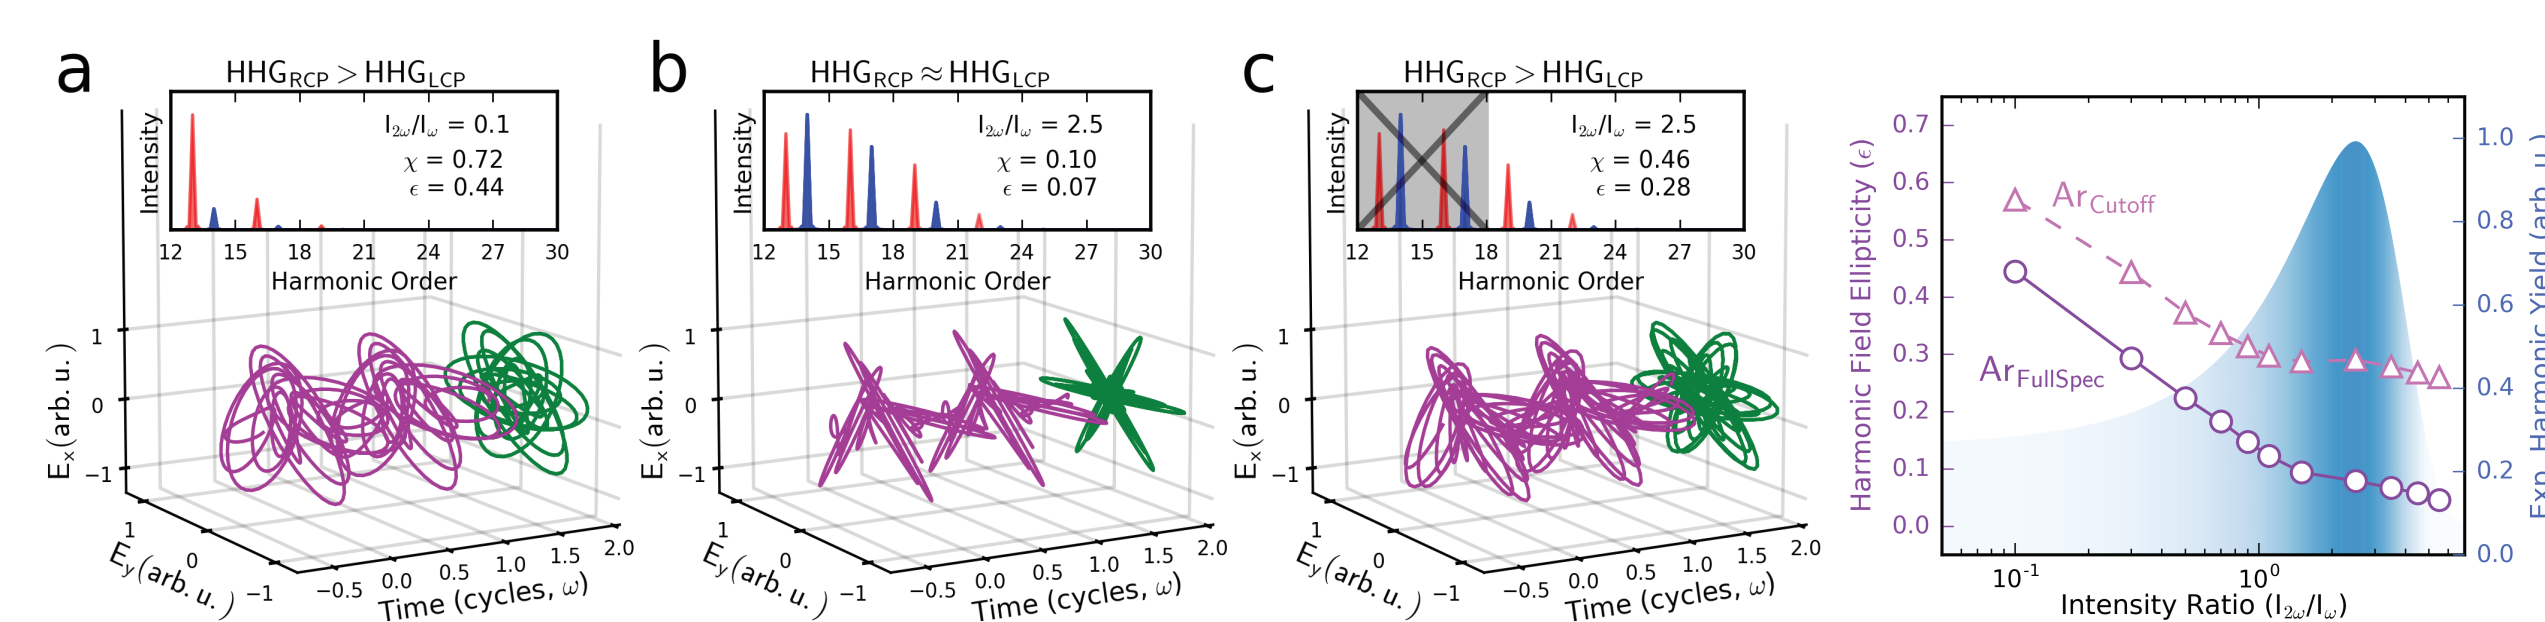 a
HHG_RCP > HHG_LCP
Intensity
I_2ω/I_ω = 0.1
χ = 0.72
ϵ = 0.44
12 15 18 21 24 27 30
Harmonic Order
E_x(arb. u.)
1
0
−1
1
0
−1
E_y(arb. u.)
−0.5 0.0 0.5 1.0 1.5 2.0
Time (cycles, ω)
b
HHG_RCP ≈ HHG_LCP
Intensity
I_2ω/I_ω = 2.5
χ = 0.10
ϵ = 0.07
12 15 18 21 24 27 30
Harmonic Order
E_x(arb. u.)
1
0
−1
1
0
−1
E_y(arb. u.)
−0.5 0.0 0.5 1.0 1.5 2.0
Time (cycles, ω)
c
HHG_RCP > HHG_LCP
Intensity
I_2ω/I_ω = 2.5
χ = 0.46
ϵ = 0.28
12 15 18 21 24 27 30
Harmonic Order
E_x(arb. u.)
1
0
−1
1
0
−1
E_y(arb. u.)
−0.5 0.0 0.5 1.0 1.5 2.0
Time (cycles, ω)
Harmonic Field Ellipticity (ϵ)
0.7
0.6
0.5
0.4
0.3
0.2
0.1
0.0
Ar_Cutoff
Ar_FullSpec
10^-1 10^0
Intensity Ratio (I_2ω/I_ω)
1.0
0.8
0.6
0.4
0.2
0.0
Exp. Harmonic Yield (arb. u.)